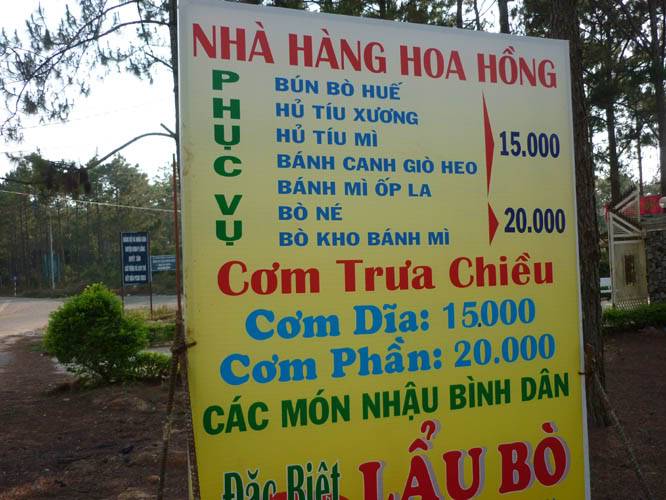 NHÀ HÀNG HOA HỒNG
PHỤC VỤ
BÚN BÒ HUẾ
HỦ TÍU XƯƠNG
HỦ TÍU MÌ
BÁNH CANH GIÒ HEO
BÁNH MÌ ỐP LA
15.000
BÒ NÉ
BÒ KHO BÁNH MÌ
20.000
Cơm Trưa Chiều
Cơm Dĩa: 15.000
Cơm Phần: 20.000
CÁC MÓN NHẬU BÌNH DÂN
Đặc Biệt
LẨU BÒ